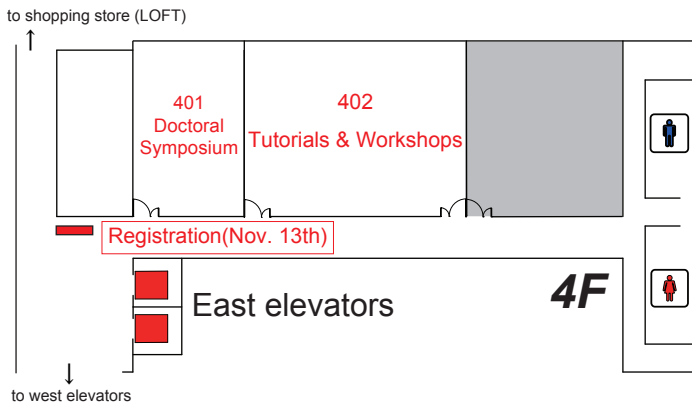 to shopping store (LOFT)
401
Doctoral
Symposium
402
Tutorials & Workshops
Registration(Nov. 13th)
East elevators
4F
to west elevators